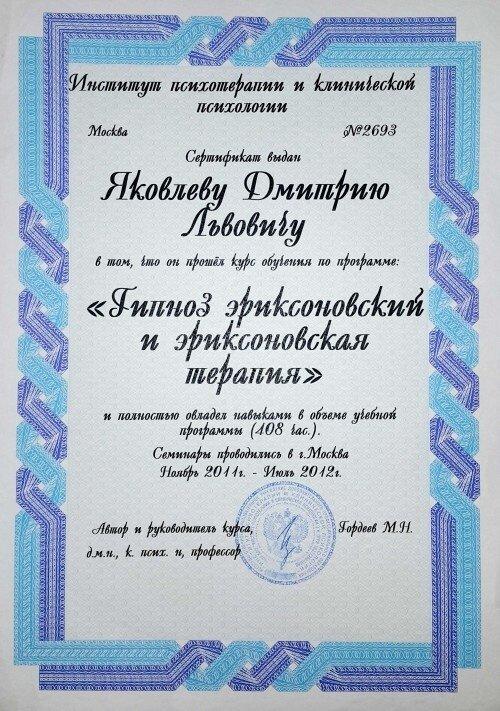 Институт психотерапии и клинической
психологии
Москва №2693
Сертификат выдан
Яковлеву Дмитрию
Львовичу
в том, что он прошёл курс обучения по программе:
«Гипноз эриксоновский
и эриксоновская
терапия»
и полностью овладел навыками в объеме учебной
программы (108 час.).
Семинары проводились в г.Москва
Ноябрь 2011г. - Июль 2012г.
Автор и руководитель курса, Гордеев М.Н.
д.м.н., к. псих. н, профессор